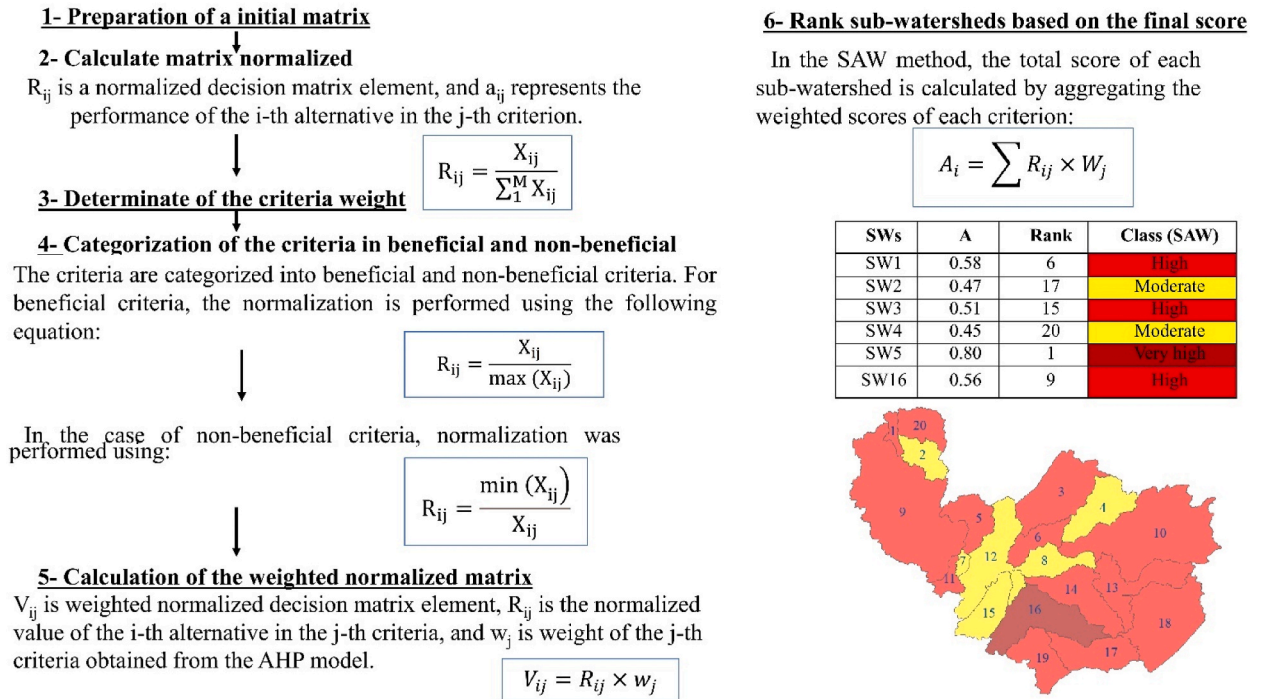 1- Preparation of a initial matrix
2- Calculate matrix normalized
R_ij is a normalized decision matrix element, and a_ij represents the
performance of the i-th alternative in the j-th criterion.
R_ij = X_ij / ∑_1^M X_ij
3- Determinate of the criteria weight
4- Categorization of the criteria in beneficial and non-beneficial
The criteria are categorized into beneficial and non-beneficial criteria. For
beneficial criteria, the normalization is performed using the following
equation:
R_ij = X_ij / max (X_ij)
In the case of non-beneficial criteria, normalization was
performed using:
R_ij = min (X_ij) / X_ij
5- Calculation of the weighted normalized matrix
V_ij is weighted normalized decision matrix element, R_ij is the normalized
value of the i-th alternative in the j-th criteria, and w_j is weight of the j-th
criteria obtained from the AHP model.
V_ij = R_ij × w_j
6- Rank sub-watersheds based on the final score
In the SAW method, the total score of each
sub-watershed is calculated by aggregating the
weighted scores of each criterion:
A_i = ∑ R_ij × W_j
SWs A Rank Class (SAW)
SW1 0.58 6 High
SW2 0.47 17 Moderate
SW3 0.51 15 High
SW4 0.45 20 Moderate
SW5 0.80 1 Very high
SW16 0.56 9 High
1
20
2
3
4
9
5
10
6
12
7
8
11
14
13
15
16
18
17
19